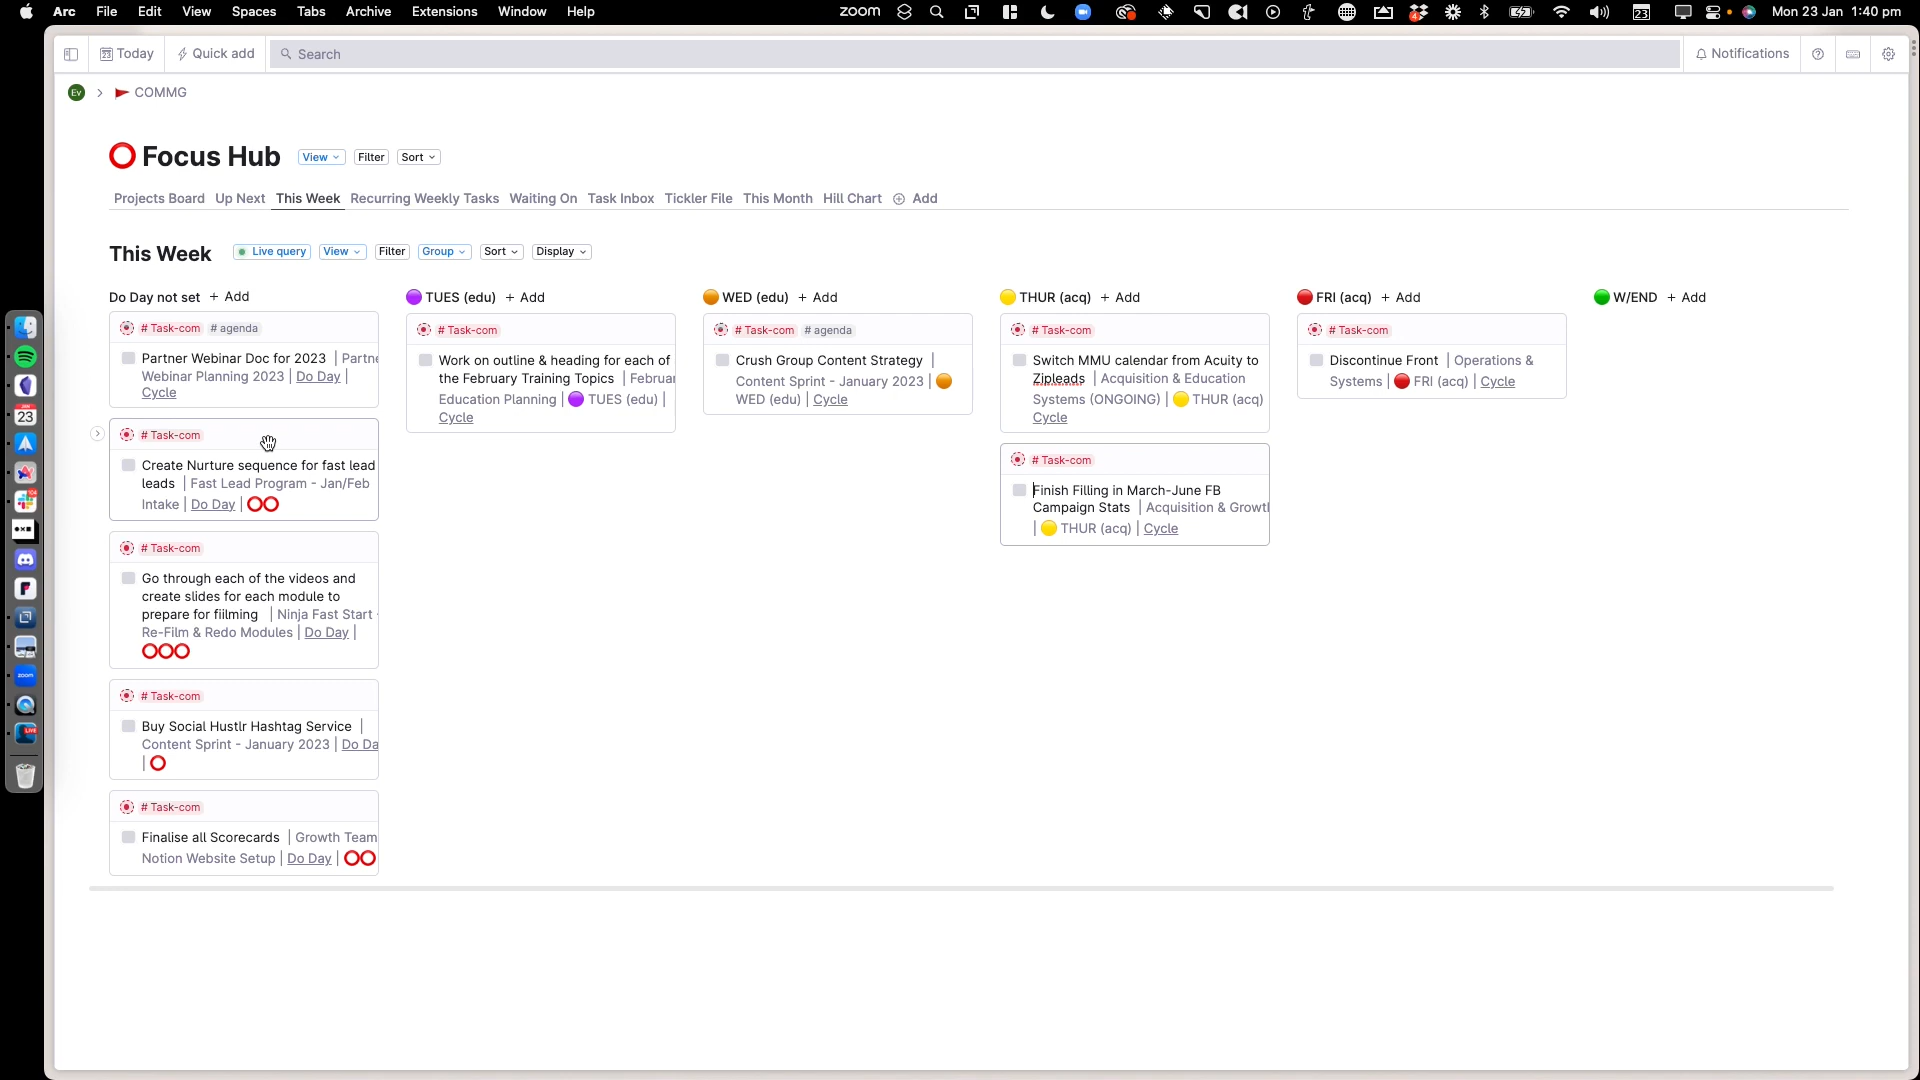 Arc File Edit View Spaces Tabs Archive Extensions Window Help
zoom
23
Mon 23 Jan 1:40 pm
Today
Quick add
Search
Notifications
Ev
COMMG
Focus Hub View Filter Sort
Projects Board Up Next This Week Recurring Weekly Tasks Waiting On Task Inbox Tickler File This Month Hill Chart Add
This Week Live query View Filter Group Sort Display
Do Day not set + Add
# Task-com # agenda
Partner Webinar Doc for 2023 | Partne
Webinar Planning 2023 | Do Day |
Cycle
# Task-com
Create Nurture sequence for fast lead
leads | Fast Lead Program - Jan/Feb
Intake | Do Day |
# Task-com
Go through each of the videos and
create slides for each module to
prepare for fiilming | Ninja Fast Start -
Re-Film & Redo Modules | Do Day |
# Task-com
Buy Social Hustlr Hashtag Service |
Content Sprint - January 2023 | Do Da
|
# Task-com
Finalise all Scorecards | Growth Team
Notion Website Setup | Do Day |
TUES (edu) + Add
# Task-com
Work on outline & heading for each of
the February Training Topics | Februar
Education Planning | TUES (edu) |
Cycle
WED (edu) + Add
# Task-com # agenda
Crush Group Content Strategy |
Content Sprint - January 2023 |
WED (edu) | Cycle
THUR (acq) + Add
# Task-com
Switch MMU calendar from Acuity to
Zipleads | Acquisition & Education
Systems (ONGOING) | THUR (acq)
Cycle
# Task-com
Finish Filling in March-June FB
Campaign Stats | Acquisition & Growth
| THUR (acq) | Cycle
FRI (acq) + Add
# Task-com
Discontinue Front | Operations &
Systems | FRI (acq) | Cycle
W/END + Add
23
zoom
LIVE